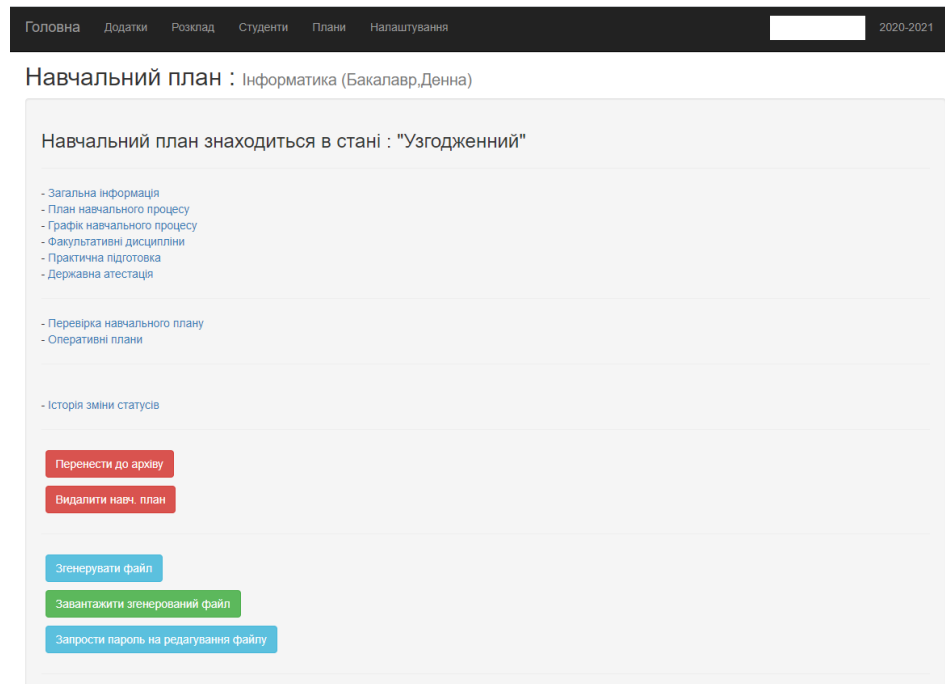 Головна Додатки Розклад Студенти Плани Налаштування 2020-2021
Навчальний план : Інформатика (Бакалавр,Денна)
Навчальний план знаходиться в стані : "Узгодженний"
- Загальна інформація
- План навчального процесу
- Графік навчального процесу
- Факультативні дисципліни
- Практична підготовка
- Державна атестація
- Перевірка навчального плану
- Оперативні плани
- Історія зміни статусів
Перенести до архіву
Видалити навч. план
Згенерувати файл
Завантажити згенерований файл
Запрости пароль на редагування файлу